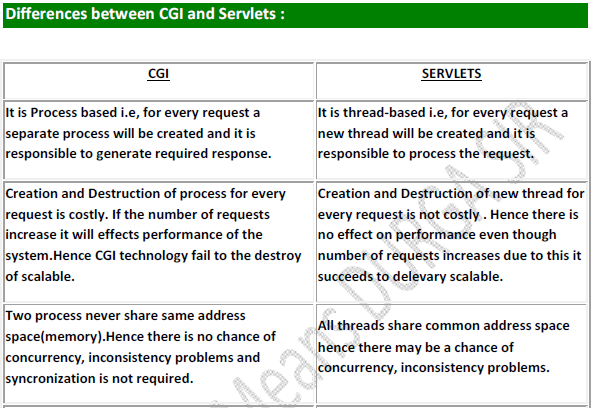 Differences between CGI and Servlets :
CGI
SERVLETS
It is Process based i.e, for every request a
separate process will be created and it is
responsible to generate required response.
It is thread-based i.e, for every request a
new thread will be created and it is
responsible to process the request.
Creation and Destruction of process for every
request is costly. If the number of requests
increase it will effects performance of the
system.Hence CGI technology fail to the destroy
of scalable.
Creation and Destruction of new thread for
every request is not costly . Hence there is
no effect on performance even though
number of requests increases due to this it
succeeds to delevary scalable.
Two process never share same address
space(memory).Hence there is no chance of
concurrency, inconsistency problems and
syncronization is not required.
All threads share common address space
hence there may be a chance of
concurrency, inconsistency problems.
Means DURGA SIR